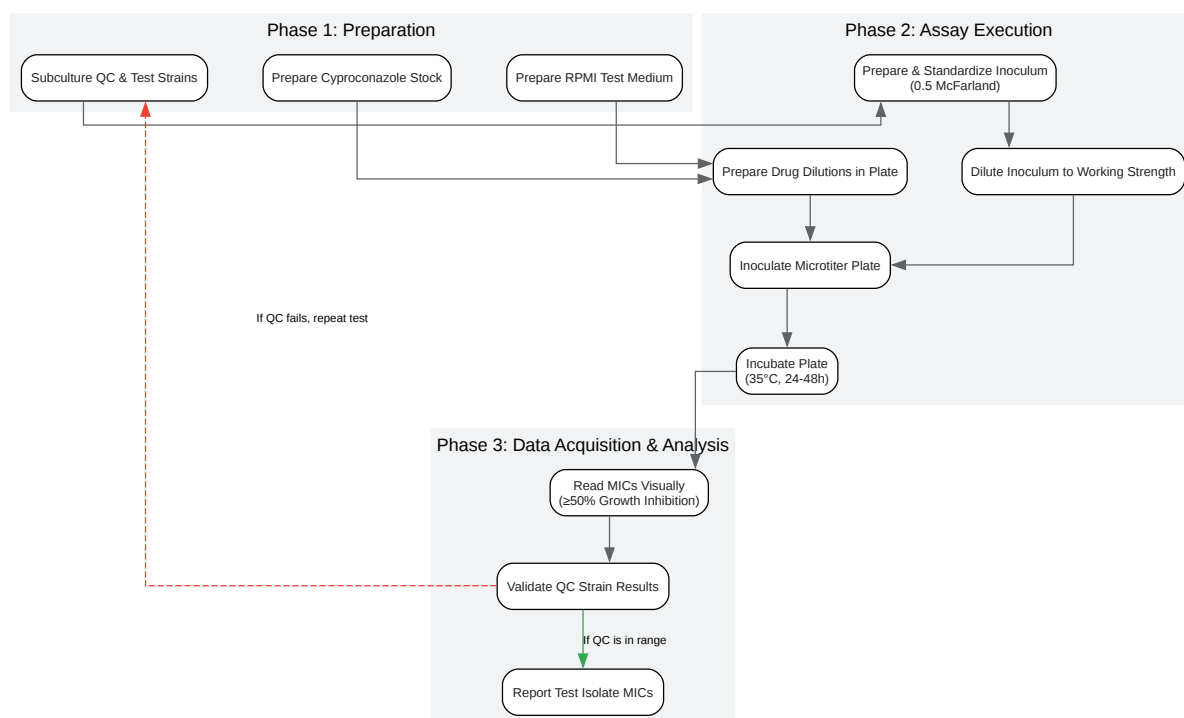 Phase 1: Preparation
Subculture QC & Test Strains
Prepare Cyproconazole Stock
Prepare RPMI Test Medium
Phase 2: Assay Execution
Prepare & Standardize Inoculum
(0.5 McFarland)
Prepare Drug Dilutions in Plate
Dilute Inoculum to Working Strength
Inoculate Microtiter Plate
If QC fails, repeat test
Incubate Plate
(35°C, 24-48h)
Phase 3: Data Acquisition & Analysis
Read MICs Visually
(≥50% Growth Inhibition)
Validate QC Strain Results
If QC is in range
Report Test Isolate MICs